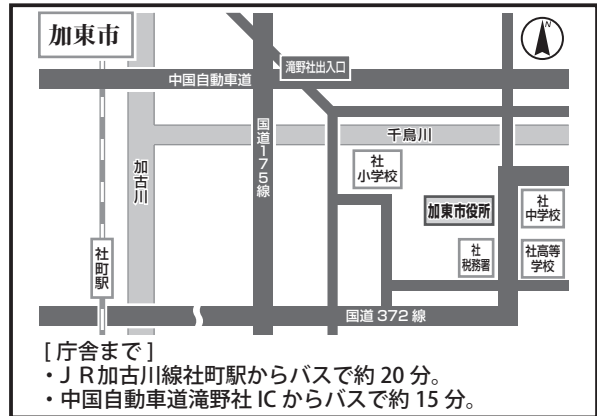 加東市
N
滝野社出入口
中国自動車道
千鳥川
国道175線
加古川
社
小学校
加東市役所
社
中学校
社
税務署
社高等
学校
社町駅
国道372線
[庁舎まで]
・JR加古川線社町駅からバスで約20分。
・中国自動車道滝野社ICからバスで約15分。